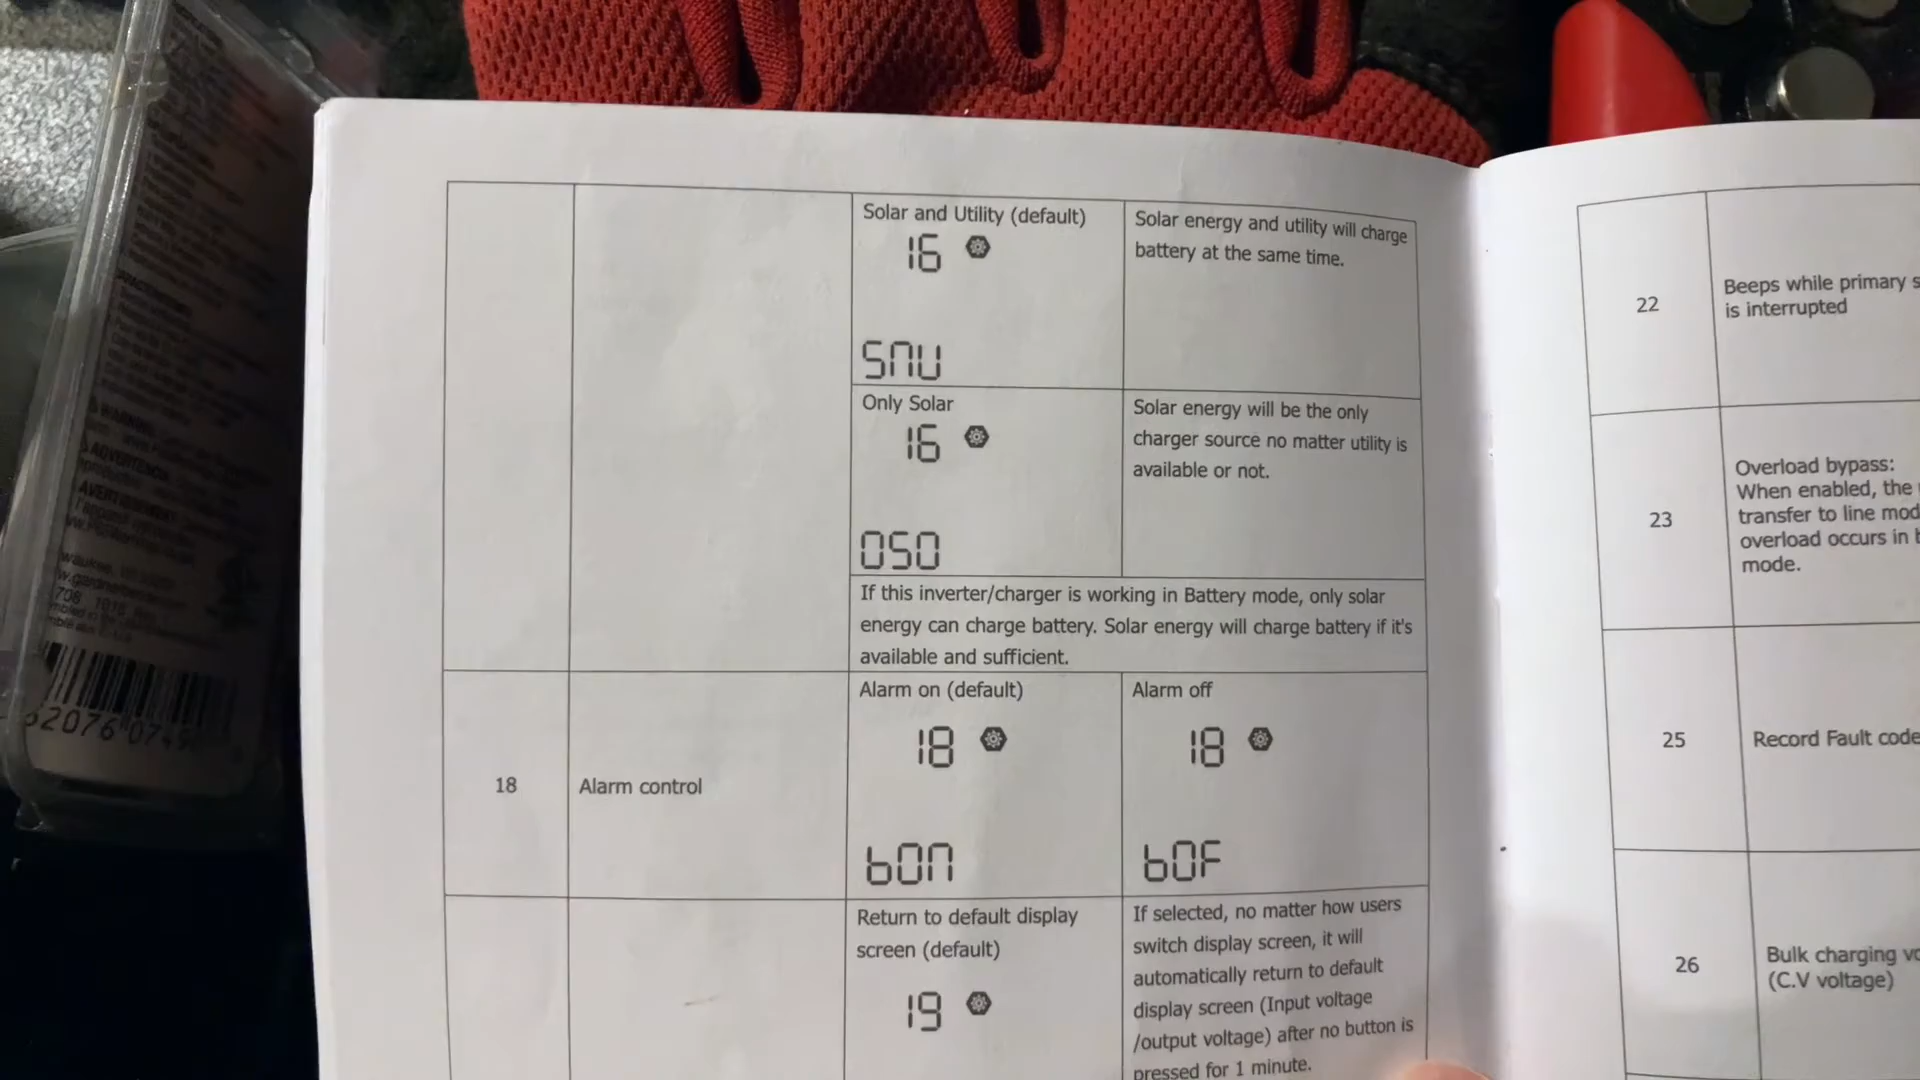 Solar and Utility (default)
16
SNU
Solar energy and utility will charge
battery at the same time.
Only Solar
16
OSO
Solar energy will be the only
charger source no matter utility is
available or not.
If this inverter/charger is working in Battery mode, only solar
energy can charge battery. Solar energy will charge battery if it's
available and sufficient.
18
Alarm control
Alarm on (default)
18
bON
Alarm off
18
bOF
Return to default display
screen (default)
19
If selected, no matter how users
switch display screen, it will
automatically return to default
display screen (Input voltage
/output voltage) after no button is
pressed for 1 minute.
22
Beeps while primary
is interrupted
23
Overload bypass:
When enabled, the
transfer to line
overload occurs in
mode.
25
Record Fault
26
Bulk charging
(C.V voltage)
WARNING
ADVERTENCIA